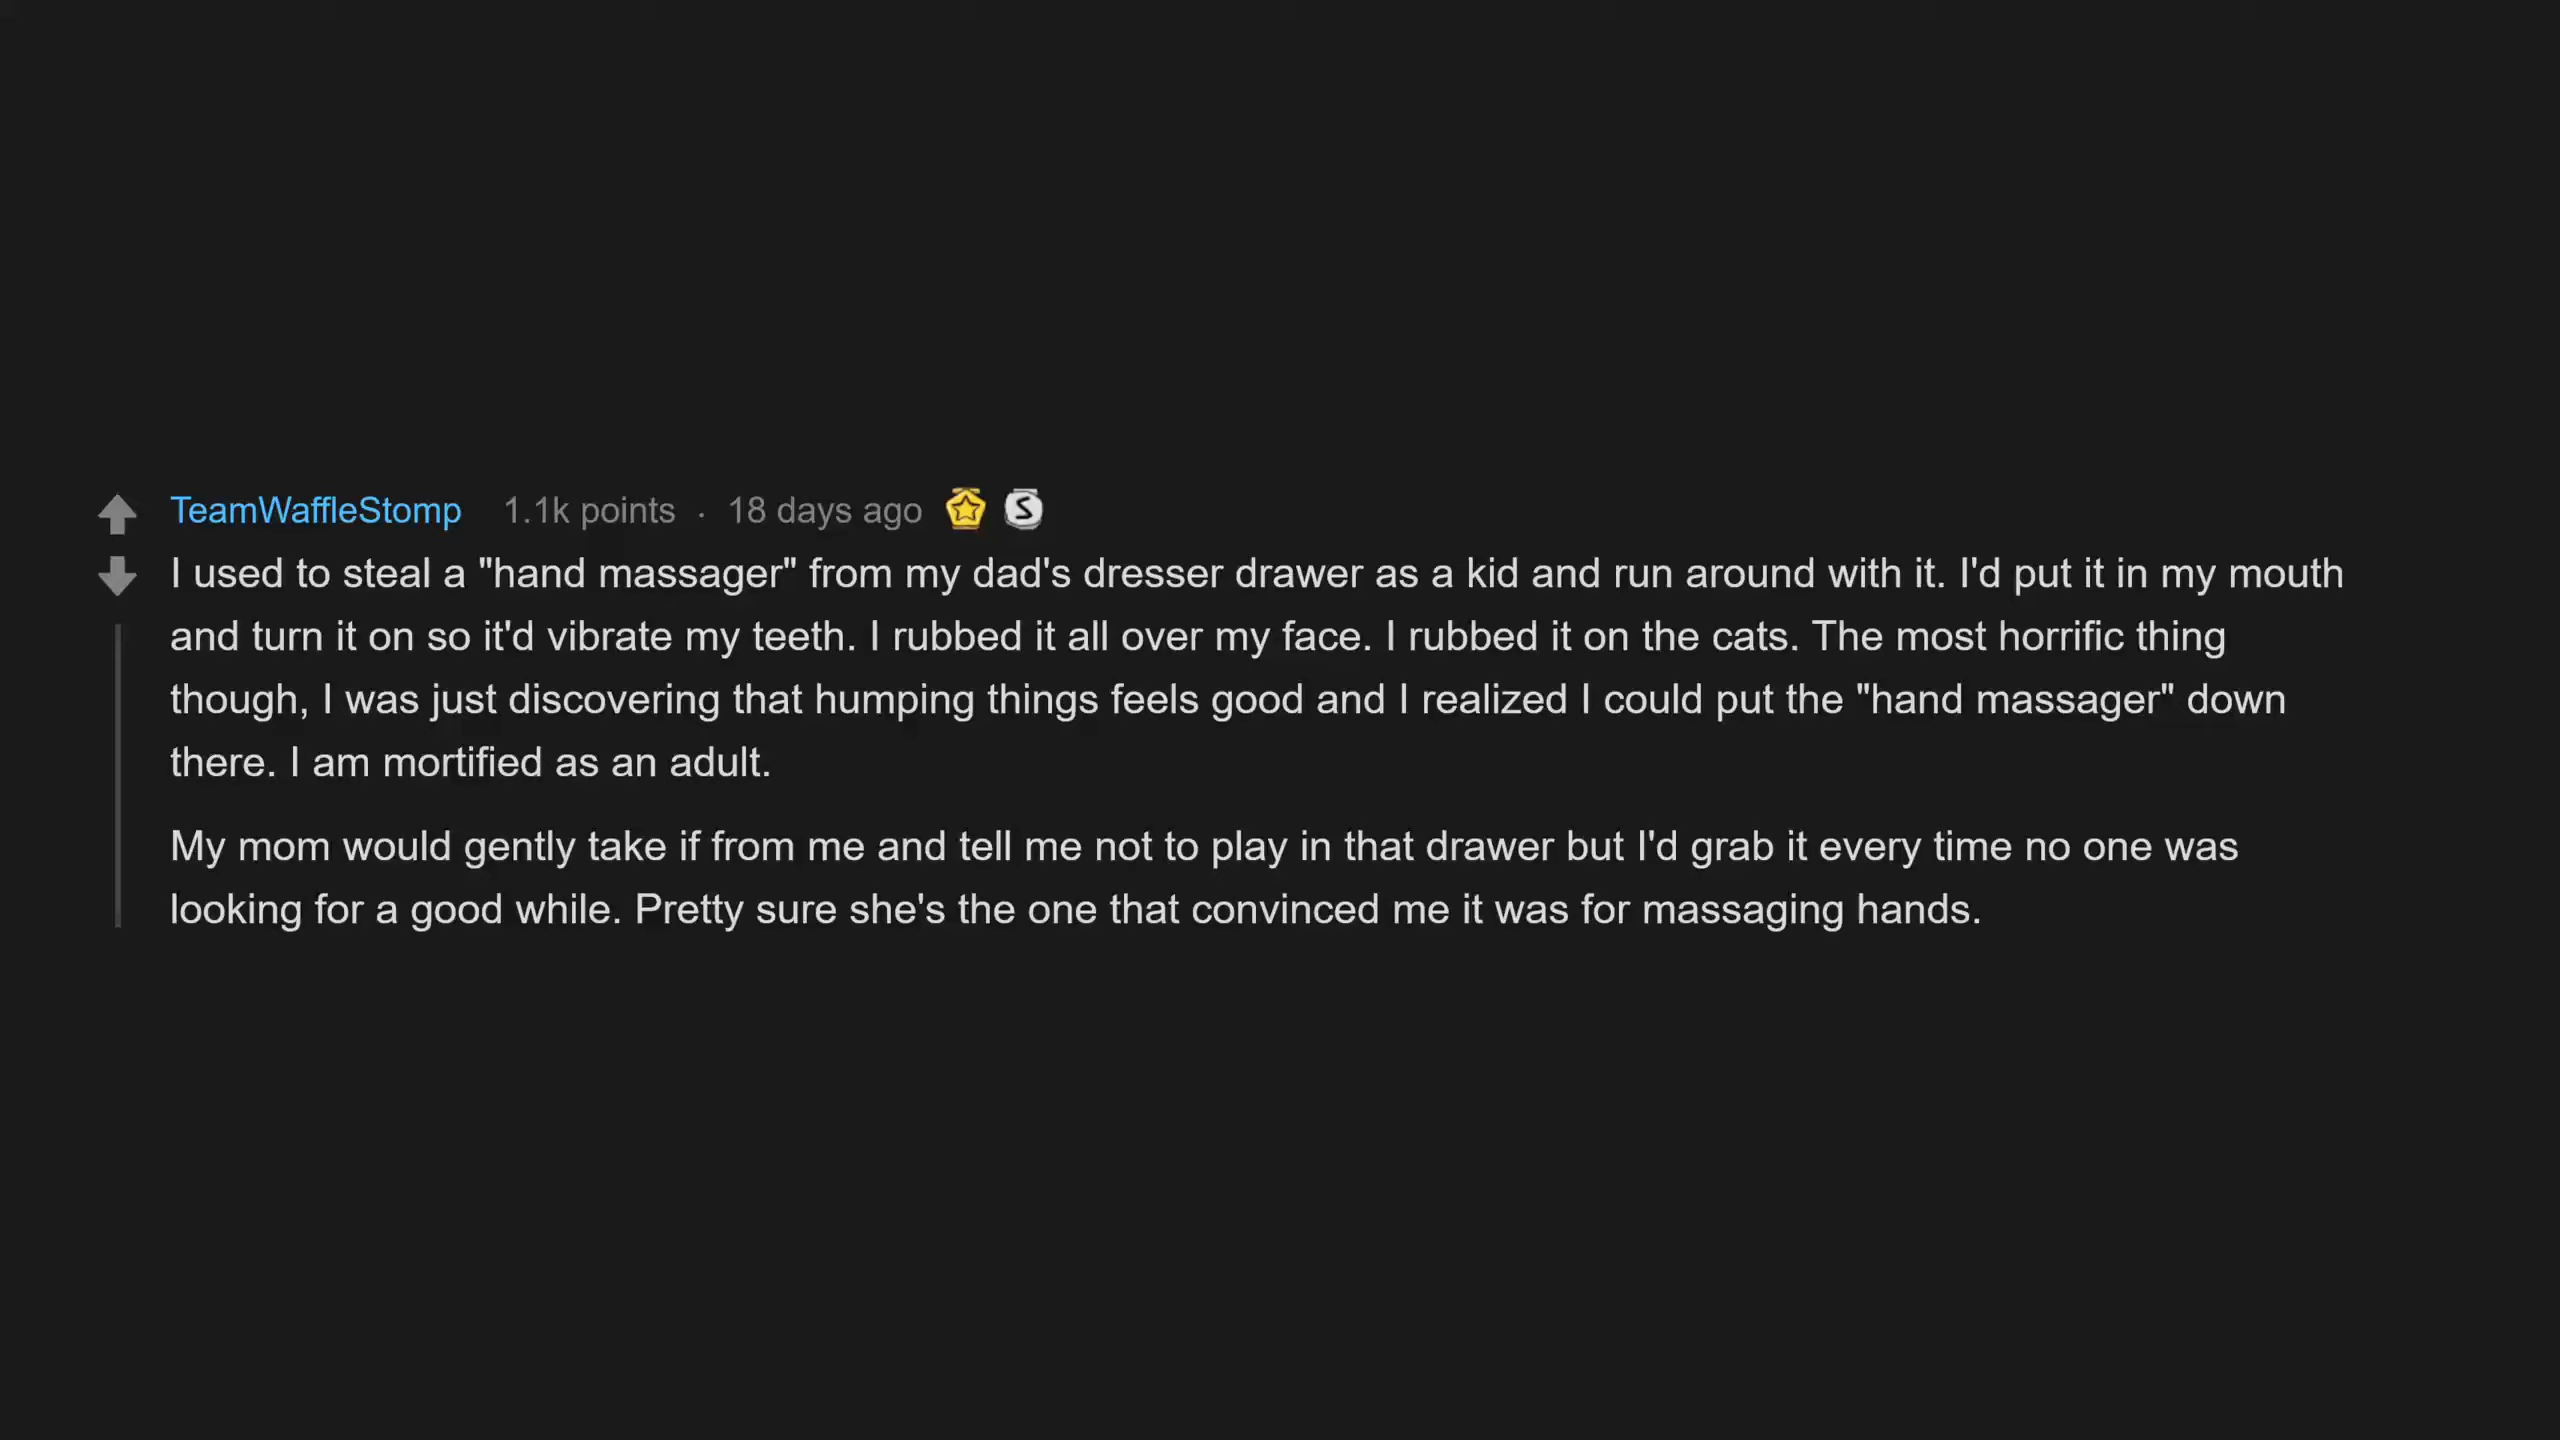 TeamWaffleStomp 1.1k points · 18 days ago
I used to steal a "hand massager" from my dad's dresser drawer as a kid and run around with it. I'd put it in my mouth
and turn it on so it'd vibrate my teeth. I rubbed it all over my face. I rubbed it on the cats. The most horrific thing
though, I was just discovering that humping things feels good and I realized I could put the "hand massager" down
there. I am mortified as an adult.
My mom would gently take if from me and tell me not to play in that drawer but I'd grab it every time no one was
looking for a good while. Pretty sure she's the one that convinced me it was for massaging hands.